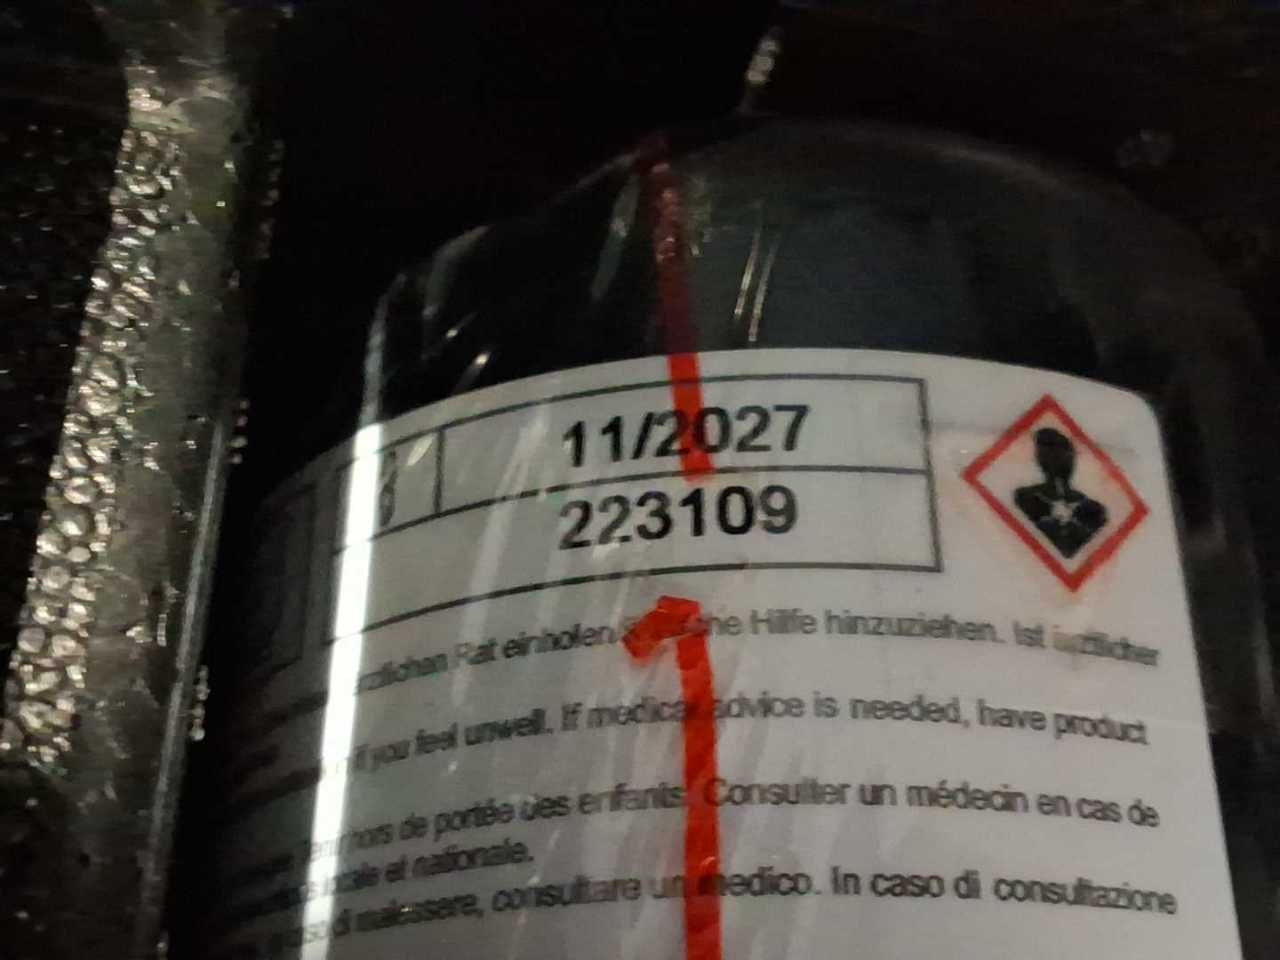 11/2027
223109
Rat einholen Hilfe hinzuziehen. Ist ärztlicher
if you feel unwell. If medical advice is needed, have product
hors de portée des enfants. Consulter un médecin en cas de
locale et nationale.
di malessere, consultare un medico. In caso di consultazione